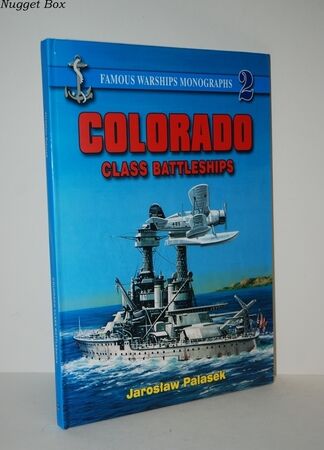 Nugget Box
FAMOUS WARSHIPS MONOGRAPHS 2
COLORADO
CLASS BATTLESHIPS
Jarosław Palasek